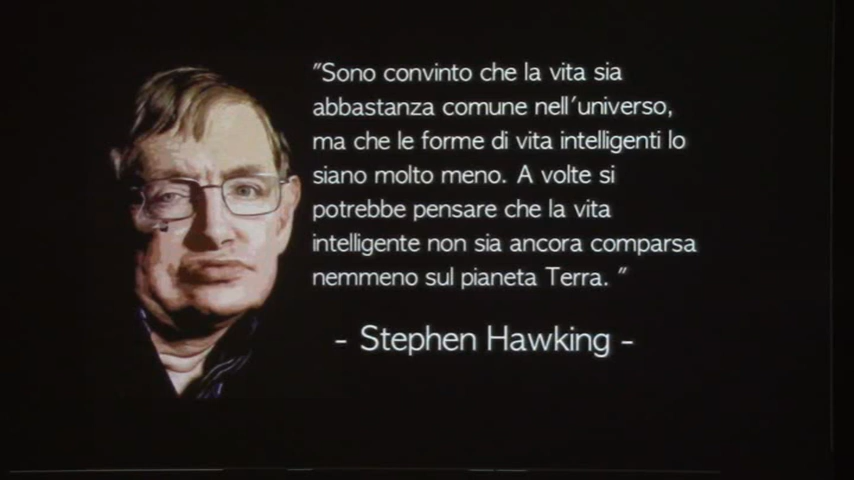 "Sono convinto che la vita sia
abbastanza comune nell'universo,
ma che le forme di vita intelligenti lo
siano molto meno. A volte si
potrebbe pensare che la vita
intelligente non sia ancora comparsa
nemmeno sul pianeta Terra. "
- Stephen Hawking -